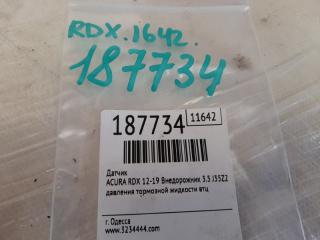 RDX.1642.
187734
187734 11642
Датчик
ACURA RDX 12-19 Внедорожник 3.5 J35Z2
давления тормозной жидкости втц
г. Одесса
www.3234444.com